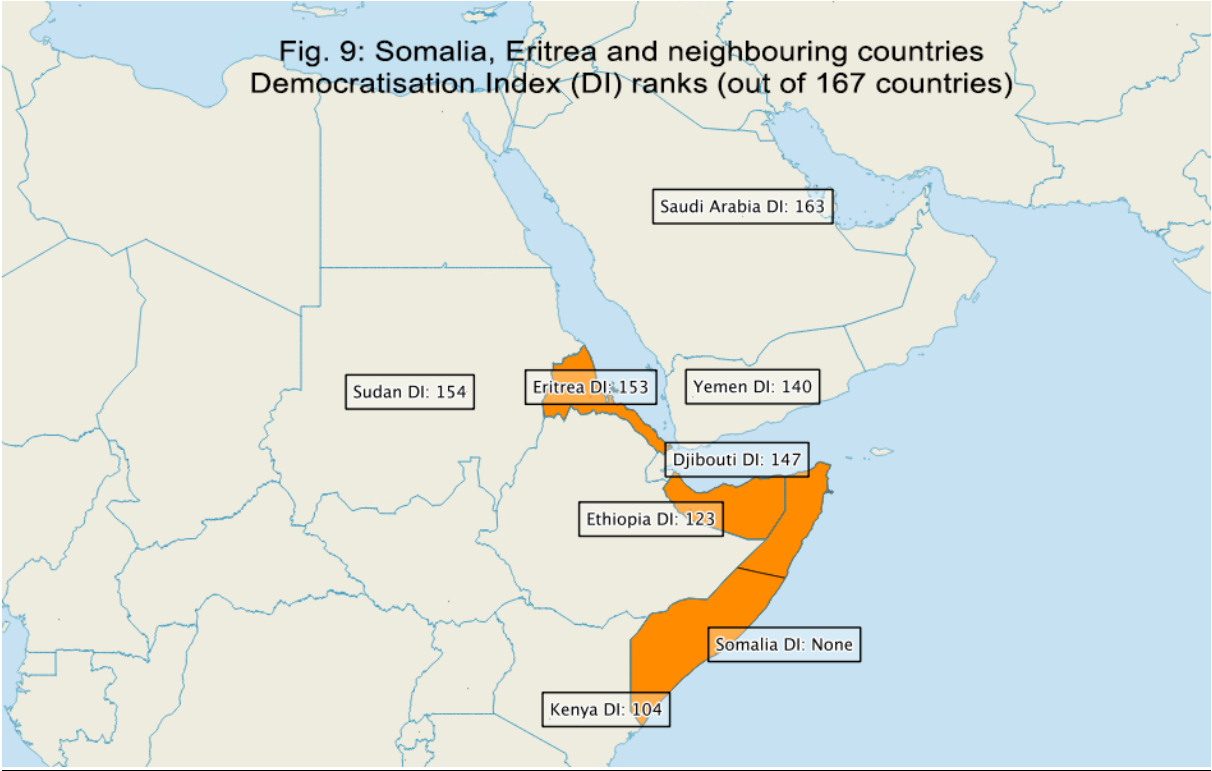 Fig. 9: Somalia, Eritrea and neighbouring countries
Democratisation Index (DI) ranks (out of 167 countries)
Saudi Arabia DI: 163
Sudan DI: 154
Eritrea DI: 153
Yemen DI: 140
Djibouti DI: 147
Ethiopia DI: 123
Somalia DI: None
Kenya DI: 104